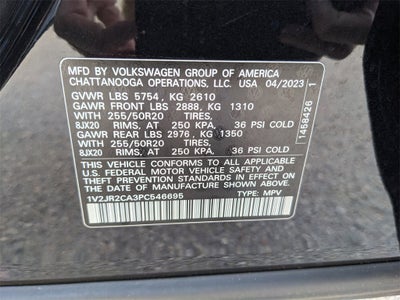 MFD BY VOLKSWAGEN GROUP OF AMERICA
CHATTANOOGA OPERATIONS, LLC. USA 04/2023
GVWR LBS 5754, KG 2610
GAWR FRONT LBS 2888, KG 1310
WITH 255/50R20 TIRES,
8JX20 RIMS, AT 250 KPA, 36 PSI COLD
GAWR REAR LBS 2976, KG 1350
WITH 255/50R20 TIRES,
8JX20 RIMS, AT 250 KPA, 36 PSI COLD
THIS VEHICLE CONFORMS TO ALL APPLICABLE
U.S. FEDERAL MOTOR VEHICLE SAFETY
STANDARDS IN EFFECT ON THE DATE OF
MANUFACTURE SHOWN ABOVE.
1V2JR2CA3PC546695 TYPE: MPV
1458426 1